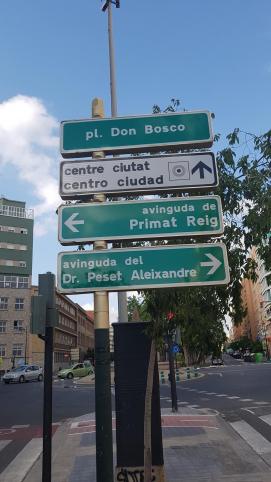 pl. Don Bosco
centre ciutat
centro ciudad
avinguda de
Primat Reig
avinguda del
Dr. Peset Aleixandre